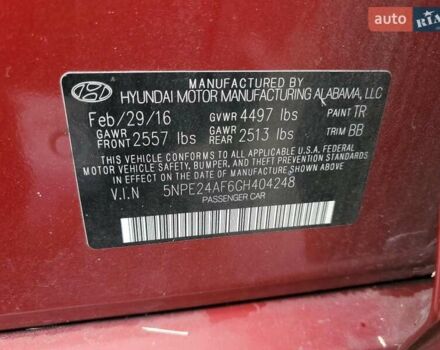 auto RIA
MANUFACTURED BY
HYUNDAI MOTOR MANUFACTURING ALABAMA, LLC
Feb/29/16 GVWR 4497 lbs PAINT TR
GAWR FRONT 2557 lbs GAWR REAR 2513 lbs TRIM BB
THIS VEHICLE CONFORMS TO ALL APPLICABLE U.S.A. FEDERAL
MOTOR VEHICLE SAFETY, BUMPER, AND THEFT PREVENTION STANDARDS
IN EFFECT ON THE DATE OF MANUFACTURE SHOWN ABOVE.
V.I.N 5NPE24AF6GH404248
PASSENGER CAR